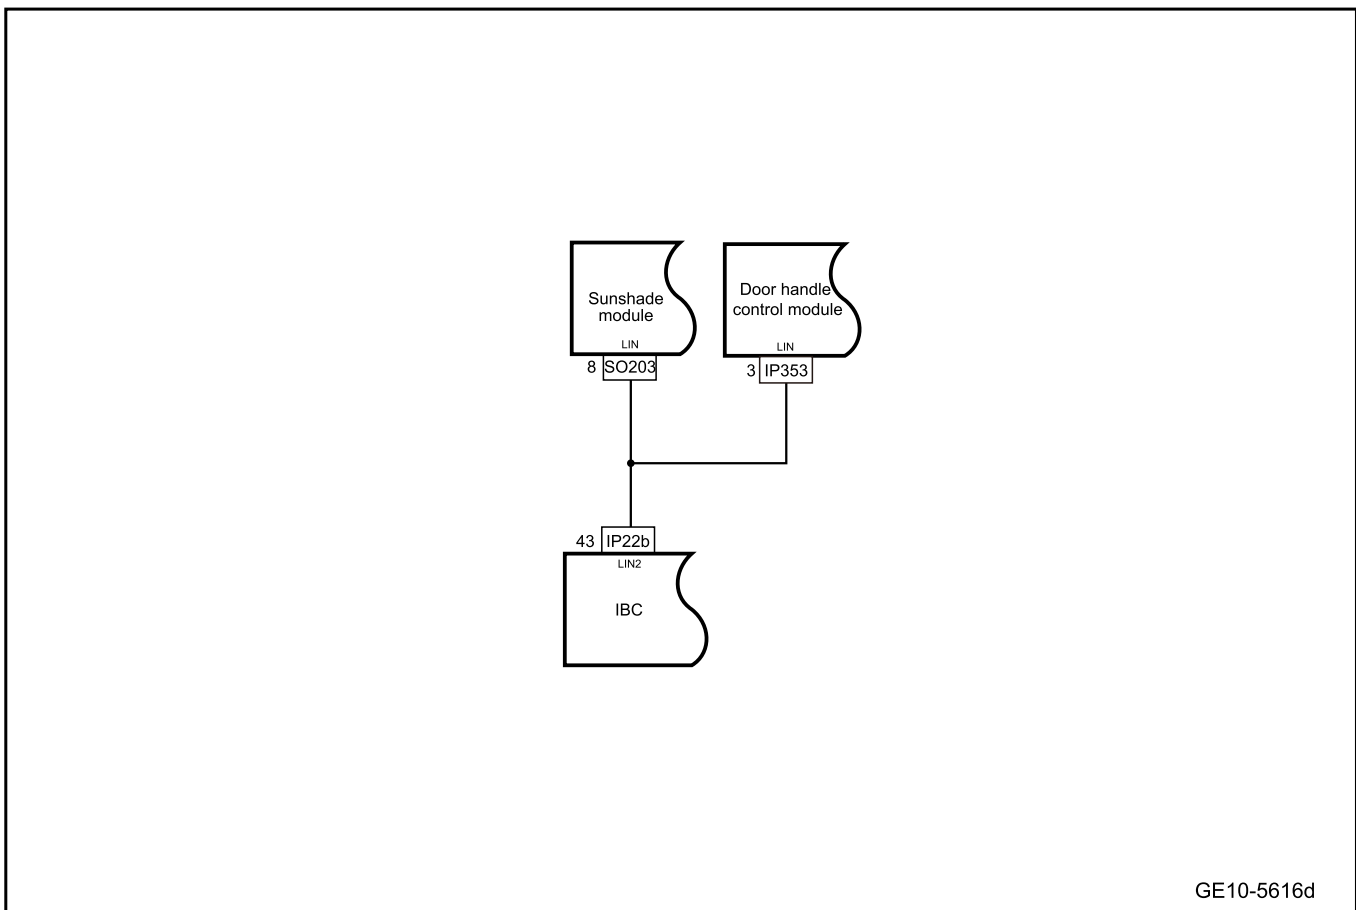 Sunshade
module
LIN
8 SO203
Door handle
control module
LIN
3 IP353
43 IP22b
LIN2
IBC
GE10-5616d